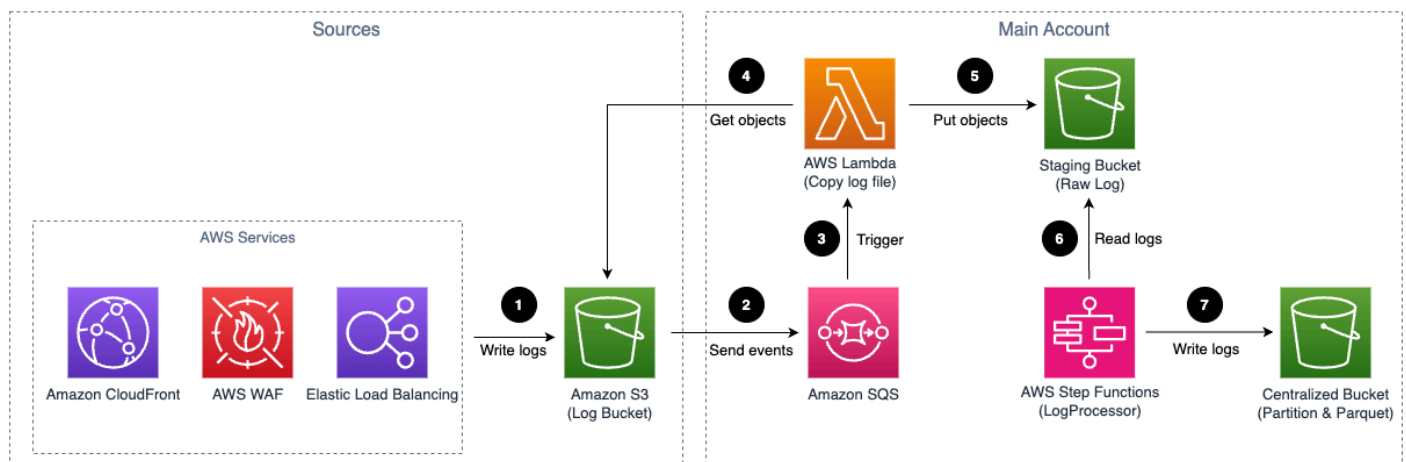 Sources
Main Account
4
5
Get objects
Put objects
AWS Lambda
(Copy log file)
Staging Bucket
(Raw Log)
AWS Services
3
Trigger
6
Read logs
1
Write logs
2
Send events
7
Write logs
Amazon CloudFront
AWS WAF
Elastic Load Balancing
Amazon S3
(Log Bucket)
Amazon SQS
AWS Step Functions
(LogProcessor)
Centralized Bucket
(Partition & Parquet)